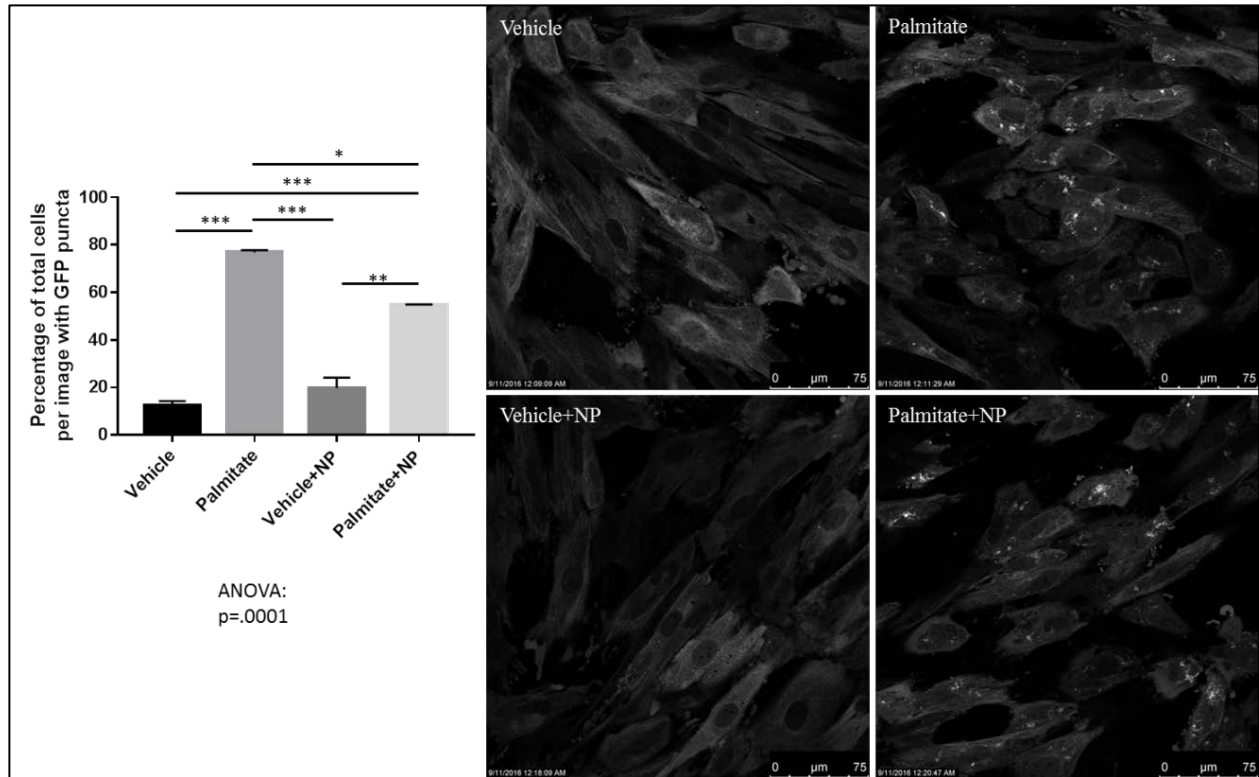 *
***
***
***
**
100
80
60
40
20
0
Percentage of total cells
per image with GFP puncta
Vehicle
Palmitate
Vehicle+NP
Palmitate+NP
ANOVA:
p=.0001
Vehicle
9/11/2016 12:09:09 AM
0 μm 75
Palmitate
9/11/2016 12:11:29 AM
0 μm 75
Vehicle+NP
9/11/2016 12:16:09 AM
0 μm 75
Palmitate+NP
9/11/2016 12:20:47 AM
0 μm 75